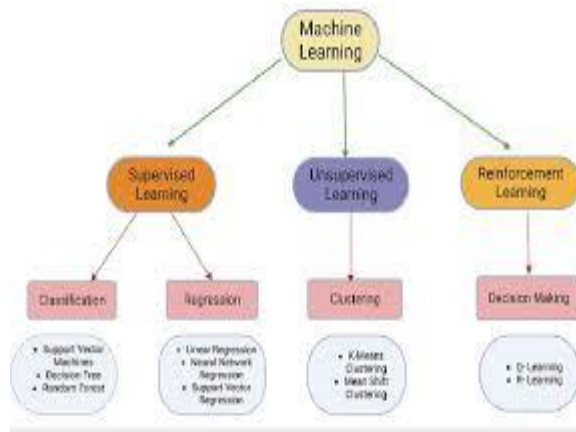 Machine
Learning
Supervised
Learning
Unsupervised
Learning
Reinforcement
Learning
Classification
Regression
Clustering
Decision Making
• Support Vector
Machines
• Decision Tree
• Random Forest
• Linear Regression
• Neural Network
Regression
• Support Vector
Regression
• K-Means
Clustering
• Mean Shift
Clustering
• Q-Learning
• R-Learning